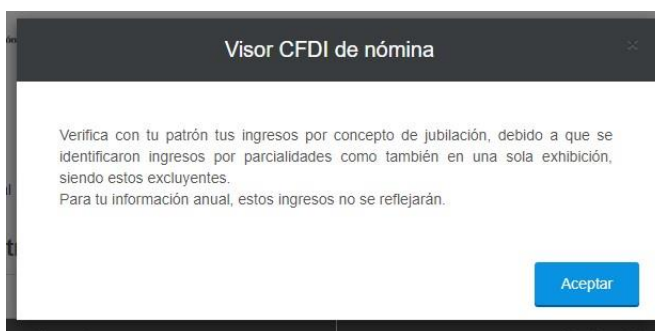 Visor CFDI de nómina
Verifica con tu patrón tus ingresos por concepto de jubilación, debido a que se
identificaron ingresos por parcialidades como también en una sola exhibición,
siendo estos excluyentes.
Para tu información anual, estos ingresos no se reflejarán.
Aceptar